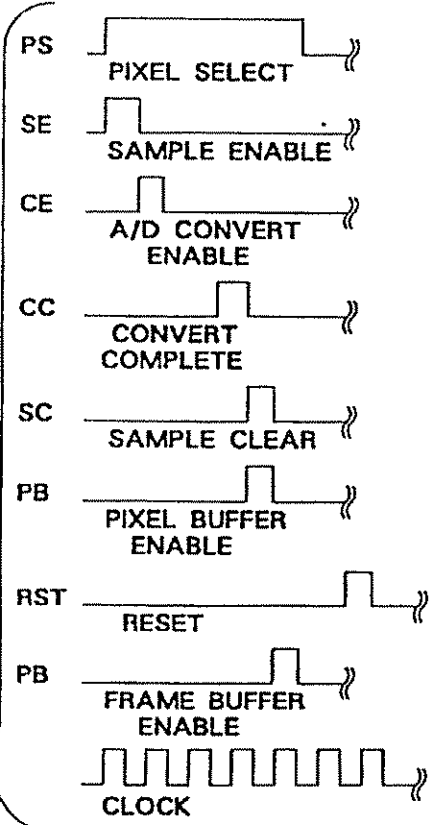 PS
PIXEL SELECT
SE
SAMPLE ENABLE
CE
A/D CONVERT
ENABLE
CC
CONVERT
COMPLETE
SC
SAMPLE CLEAR
PB
PIXEL BUFFER
ENABLE
RST
RESET
PB
FRAME BUFFER
ENABLE
CLOCK